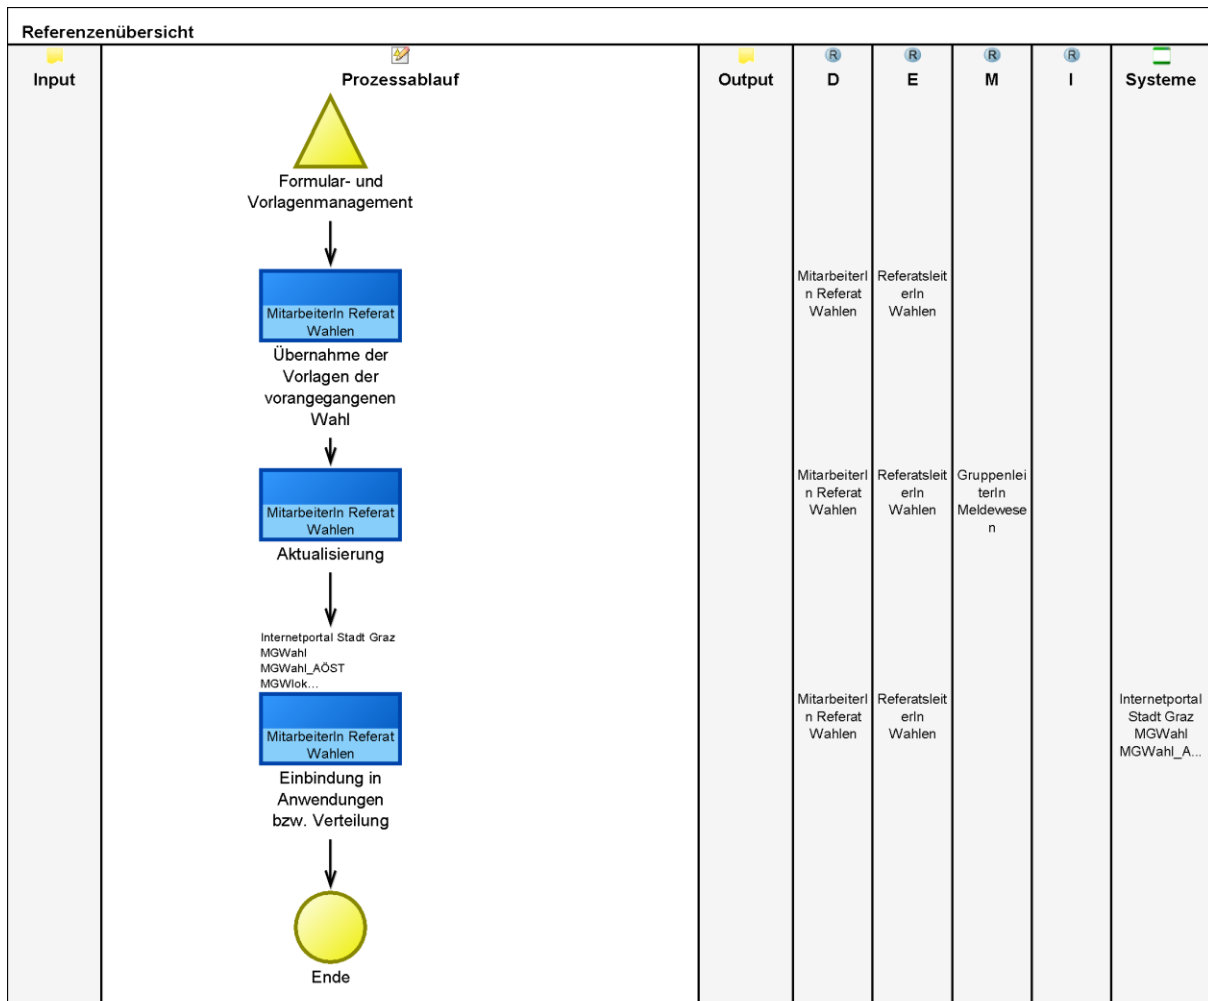 Referenzenübersicht
Input
Prozessablauf
Output
R
D
R
E
R
M
R
I
Systeme
Formular- und
Vorlagenmanagement
MitarbeiterIn Referat
Wahlen
Übernahme der
Vorlagen der
vorangegangenen
Wahl
MitarbeiterI
n Referat
Wahlen
Referatsleit
erIn
Wahlen
MitarbeiterIn Referat
Wahlen
Aktualisierung
MitarbeiterI
n Referat
Wahlen
Referatsleit
erIn
Wahlen
Gruppenlei
terIn
Meldewese
n
Internetportal Stadt Graz
MGWahl
MGWahl_AÖST
MGWlok...
MitarbeiterIn Referat
Wahlen
Einbindung in
Anwendungen
bzw. Verteilung
MitarbeiterI
n Referat
Wahlen
Referatsleit
erIn
Wahlen
Internetportal
Stadt Graz
MGWahl
MGWahl_A...
Ende